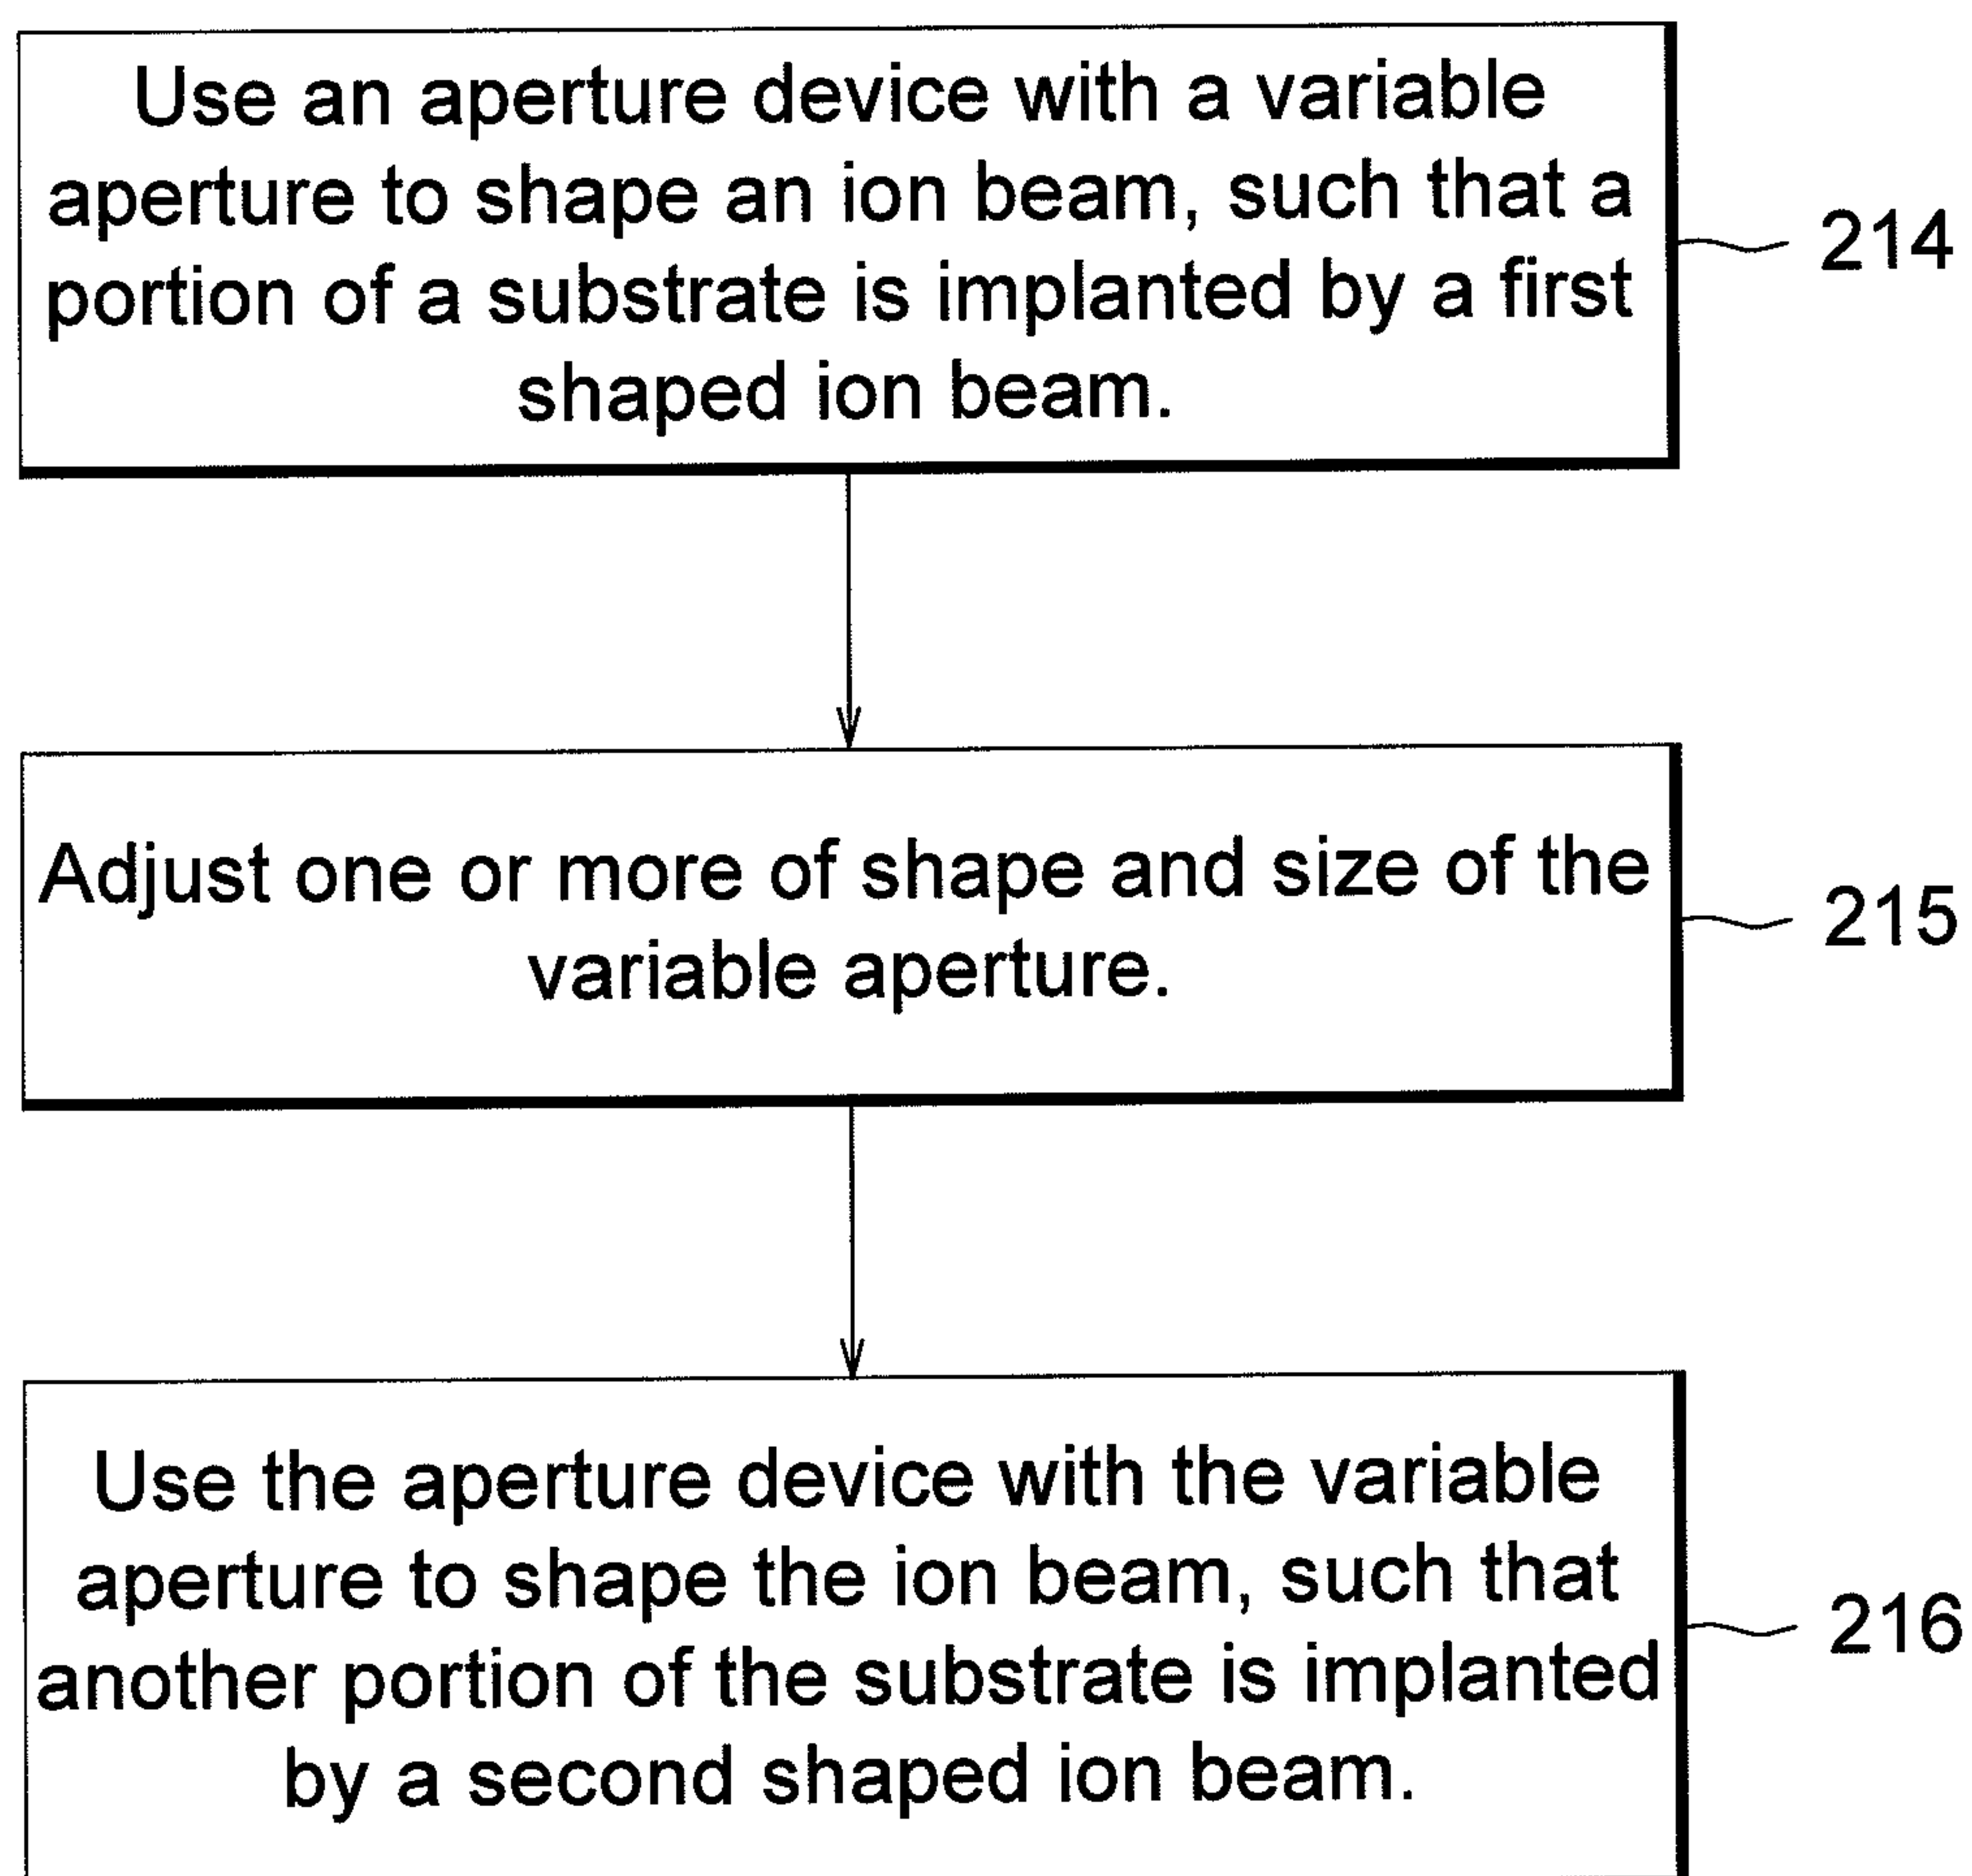 Use an aperture device with a variable
aperture to shape an ion beam, such that a
portion of a substrate is implanted by a first
shaped ion beam.
214
Adjust one or more of shape and size of the
variable aperture.
215
Use the aperture device with the variable
aperture to shape the ion beam, such that
another portion of the substrate is implanted
by a second shaped ion beam.
216